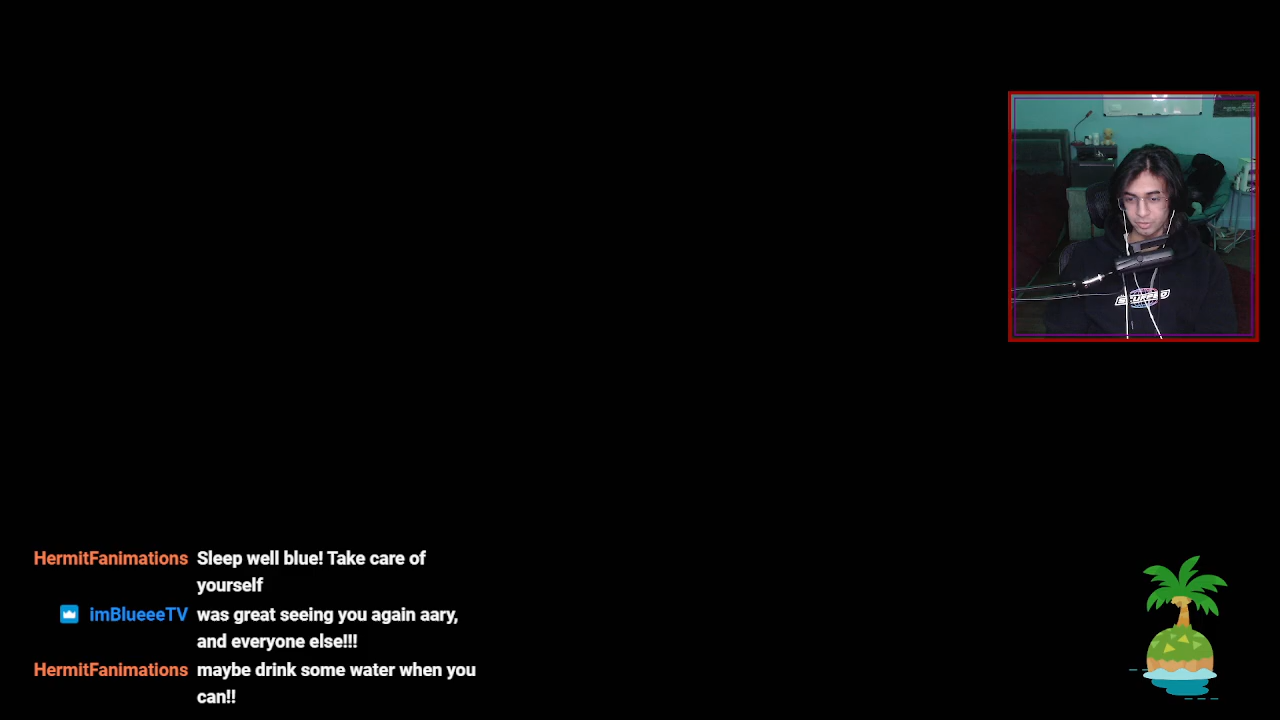 HermitFanimations Sleep well blue! Take care of
yourself
imBlueeeTV was great seeing you again aary,
and everyone else!!!
HermitFanimations maybe drink some water when you
can!!